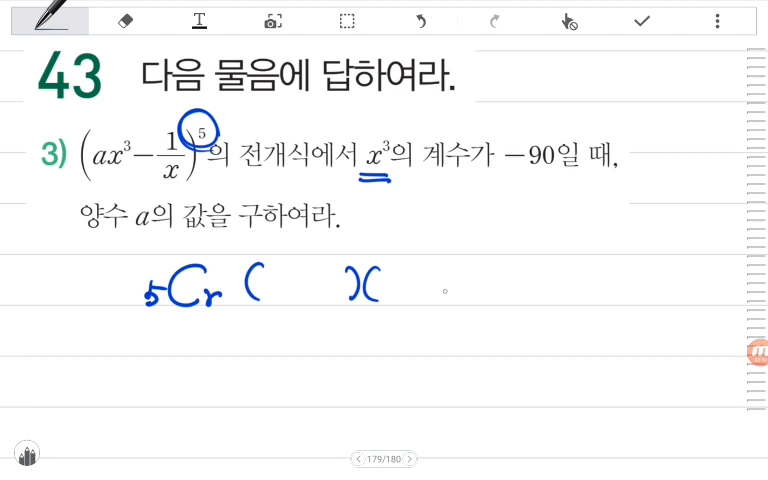 T
43 다음 물음에 답하여라.
3) (ax³−1/x)⁵의 전개식에서 x³의 계수가 −90일 때,
양수 a의 값을 구하여라.
₅Cᵣ ( )(
179/180